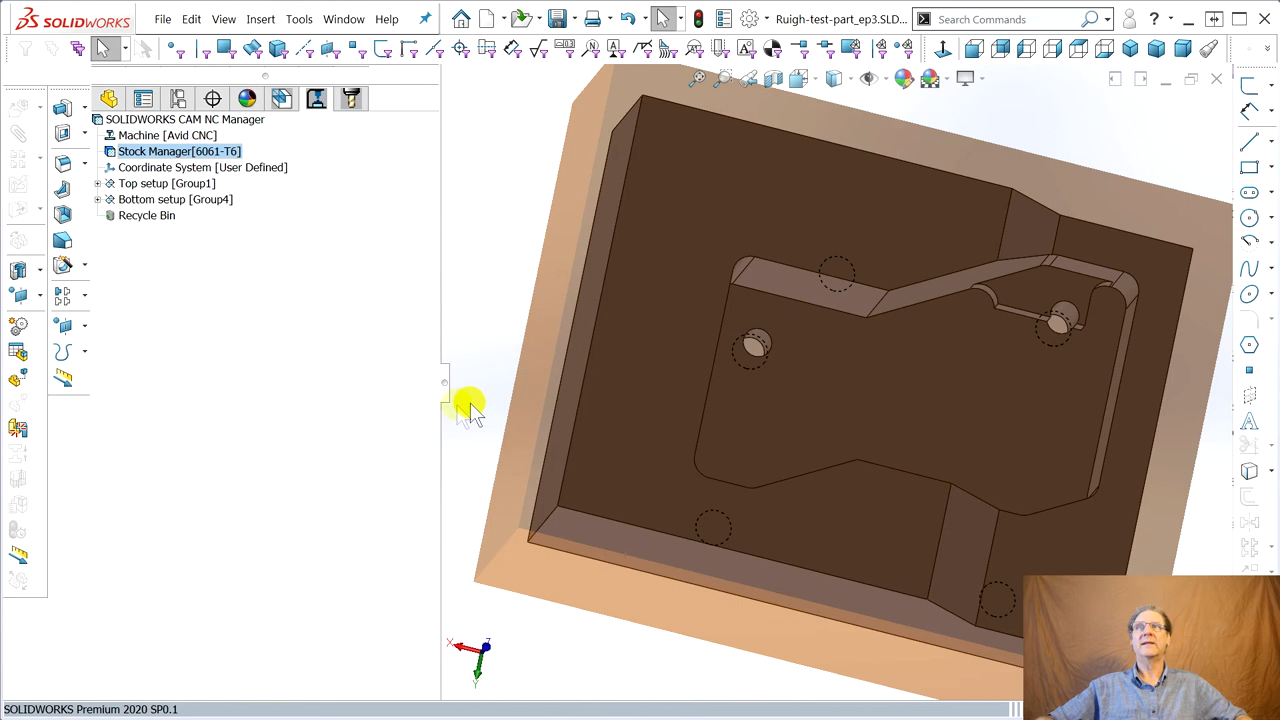 SOLIDWORKS File Edit View Insert Tools Window Help Ruigh-test-part_ep3.SLD... Search Commands
SOLIDWORKS CAM NC Manager
Machine [Avid CNC]
Stock Manager[6061-T6]
Coordinate System [User Defined]
Top setup [Group1]
Bottom setup [Group4]
Recycle Bin
X
Z
Y
SOLIDWORKS Premium 2020 SP0.1